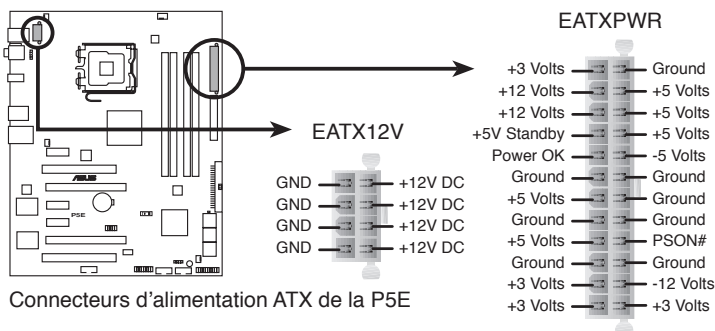 EATXPWR
+3 Volts Ground
+12 Volts +5 Volts
+12 Volts +5 Volts
+5V Standby +5 Volts
Power OK -5 Volts
Ground Ground
+5 Volts Ground
Ground Ground
+5 Volts PSON#
Ground Ground
+3 Volts -12 Volts
+3 Volts +3 Volts
EATX12V
GND +12V DC
GND +12V DC
GND +12V DC
GND +12V DC
ASUS
P5E
Connecteurs d'alimentation ATX de la P5E